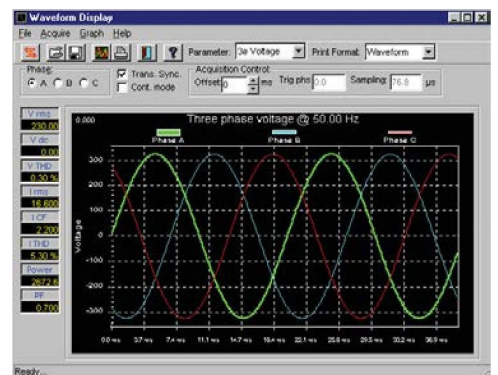 Waveform Display
File Acquire Graph Help
Parameter: 3ø Voltage Print Format: Waveform
Phase: A B C
Trans. Sync.
Cont. mode
Acquisition Control:
Offset: 0 ms Trig phs: 0.0 Sampling: 76.8 µs
V rms
230.00
V dc
0.00
V THD
0.30 %
I rms
16.600
I CF
2.200
I THD
5.30 %
Power
2672.6
PF
0.700
0.000 Three phase voltage @ 50.00 Hz
Phase A Phase B Phase C
Voltage
300
200
100
0
-100
-200
-300
0.0 ms 3.7 ms 7.4 ms 11.1 ms 14.7 ms 18.4 ms 22.1 ms 25.8 ms 29.5 ms 33.2 ms 36.9 ms
Ready...